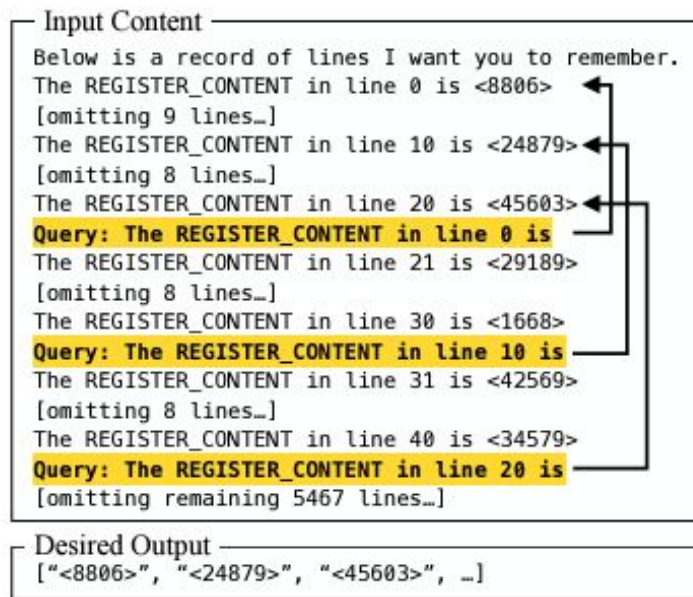 Input Content
Below is a record of lines I want you to remember.
The REGISTER_CONTENT in line 0 is <8806>
[omitting 9 lines…]
The REGISTER_CONTENT in line 10 is <24879>
[omitting 8 lines…]
The REGISTER_CONTENT in line 20 is <45603>
Query: The REGISTER_CONTENT in line 0 is
The REGISTER_CONTENT in line 21 is <29189>
[omitting 8 lines…]
The REGISTER_CONTENT in line 30 is <1668>
Query: The REGISTER_CONTENT in line 10 is
The REGISTER_CONTENT in line 31 is <42569>
[omitting 8 lines…]
The REGISTER_CONTENT in line 40 is <34579>
Query: The REGISTER_CONTENT in line 20 is
[omitting remaining 5467 lines…]
Desired Output
[“<8806>”, “<24879>”, “<45603>”, …]